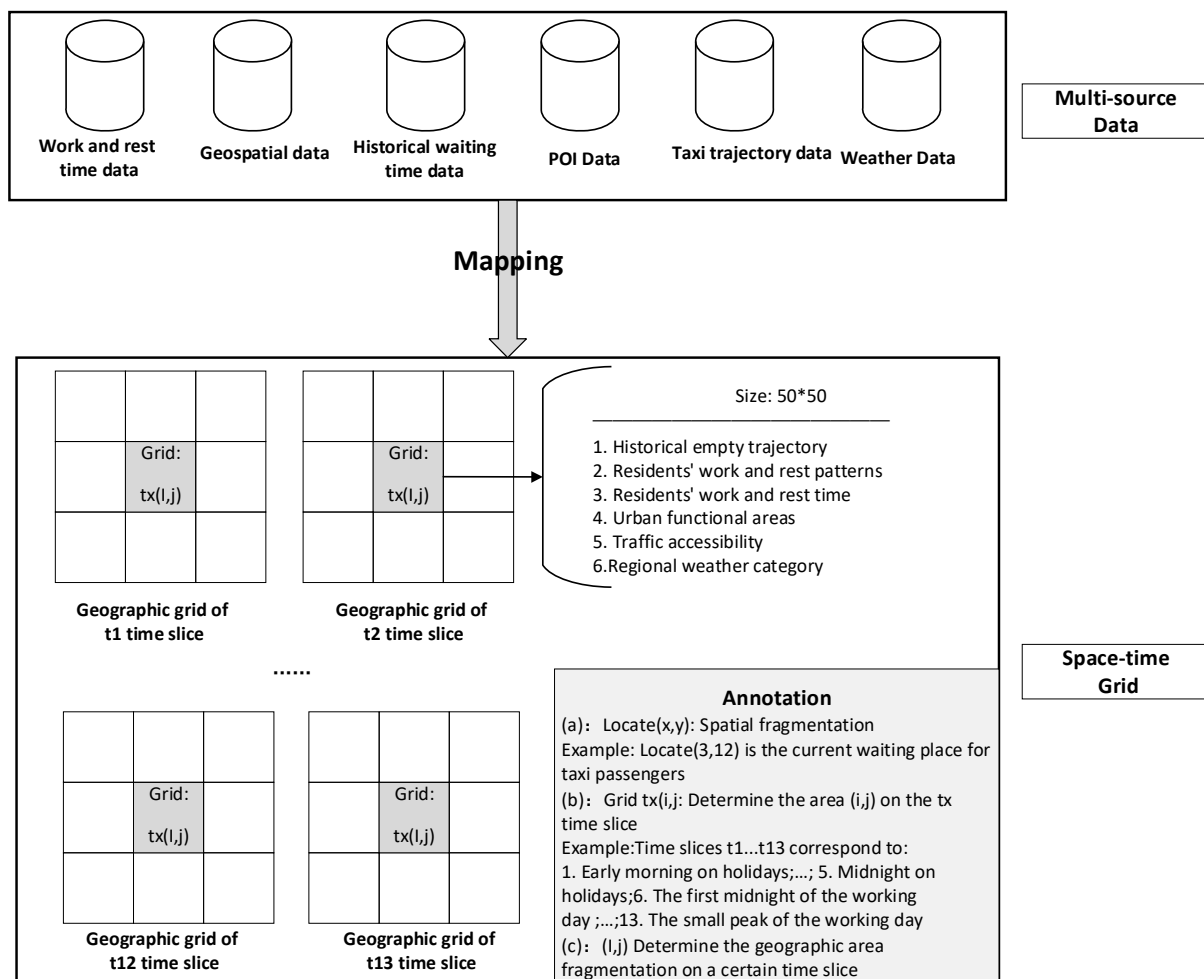 Work and rest
time data
Geospatial data
Historical waiting
time data
POI Data
Taxi trajectory data
Weather Data
Multi-source
Data
Mapping
Grid:
tx(I,j)
Grid:
tx(I,j)
Size: 50*50
1. Historical empty trajectory
2. Residents' work and rest patterns
3. Residents' work and rest time
4. Urban functional areas
5. Traffic accessibility
6.Regional weather category
Geographic grid of
t1 time slice
Geographic grid of
t2 time slice
......
Space-time
Grid
Grid:
tx(I,j)
Grid:
tx(I,j)
Geographic grid of
t12 time slice
Geographic grid of
t13 time slice
Annotation
(a)：Locate(x,y): Spatial fragmentation
Example: Locate(3,12) is the current waiting place for
taxi passengers
(b)：Grid tx(i,j: Determine the area (i,j) on the tx
time slice
Example:Time slices t1...t13 correspond to:
1. Early morning on holidays;...; 5. Midnight on
holidays;6. The first midnight of the working
day ;...;13. The small peak of the working day
(c)：(I,j) Determine the geographic area
fragmentation on a certain time slice